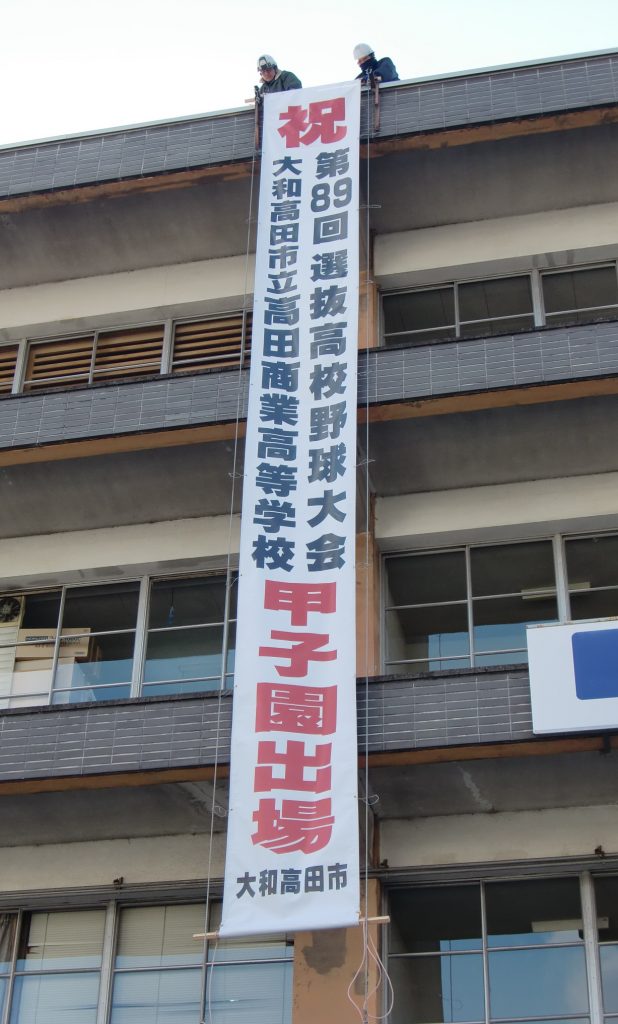 祝
第89回選抜高校野球大会
大和高田市立高田商業高等学校
甲子園出場
大和高田市